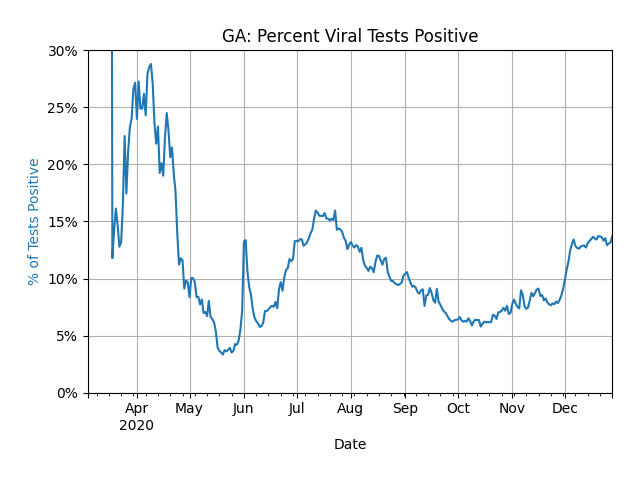 GA: Percent Viral Tests Positive
30%
25%
20%
15%
10%
5%
0%
% of Tests Positive
Apr May Jun Jul Aug Sep Oct Nov Dec
2020
Date